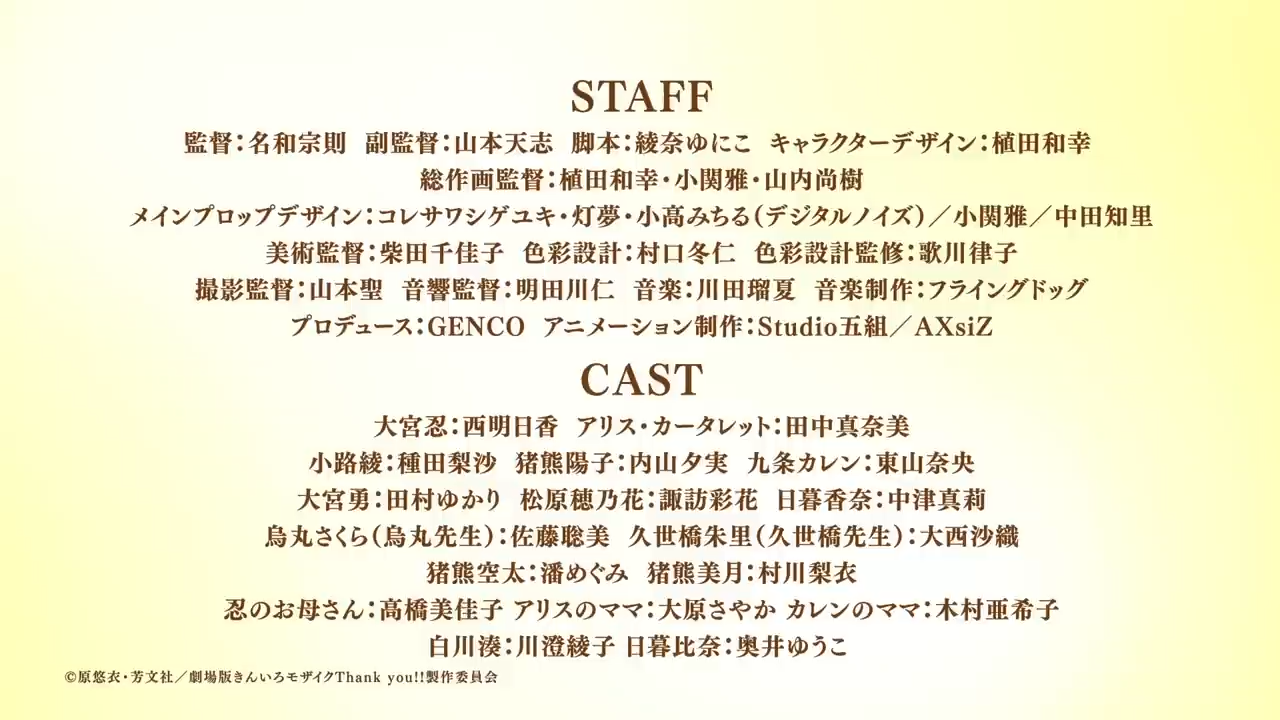 STAFF
監督：名和宗則　副監督：山本天志　脚本：綾奈ゆにこ　キャラクターデザイン：植田和幸
総作画監督：植田和幸・小関雅・山内尚樹
メインプロップデザイン：コレサワシゲユキ・灯夢・小高みちる（デジタルノイズ）／小関雅／中田知里
美術監督：柴田千佳子　色彩設計：村口冬仁　色彩設計監修：歌川律子
撮影監督：山本聖　音響監督：明田川仁　音楽：川田瑠夏　音楽制作：フライングドッグ
プロデュース：GENCO　アニメーション制作：Studio五組／AXsiZ
CAST
大宮忍：西明日香　アリス・カータレット：田中真奈美
小路綾：種田梨沙　猪熊陽子：内山夕実　九条カレン：東山奈央
大宮勇：田村ゆかり　松原穂乃花：諏訪彩花　日暮香奈：中津真莉
烏丸さくら（烏丸先生）：佐藤聡美　久世橋朱里（久世橋先生）：大西沙織
猪熊空太：潘めぐみ　猪熊美月：村川梨衣
忍のお母さん：高橋美佳子 アリスのママ：大原さやか カレンのママ：木村亜希子
白川湊：川澄綾子 日暮比奈：奥井ゆうこ
©原悠衣・芳文社／劇場版きんいろモザイクThank you!!製作委員会